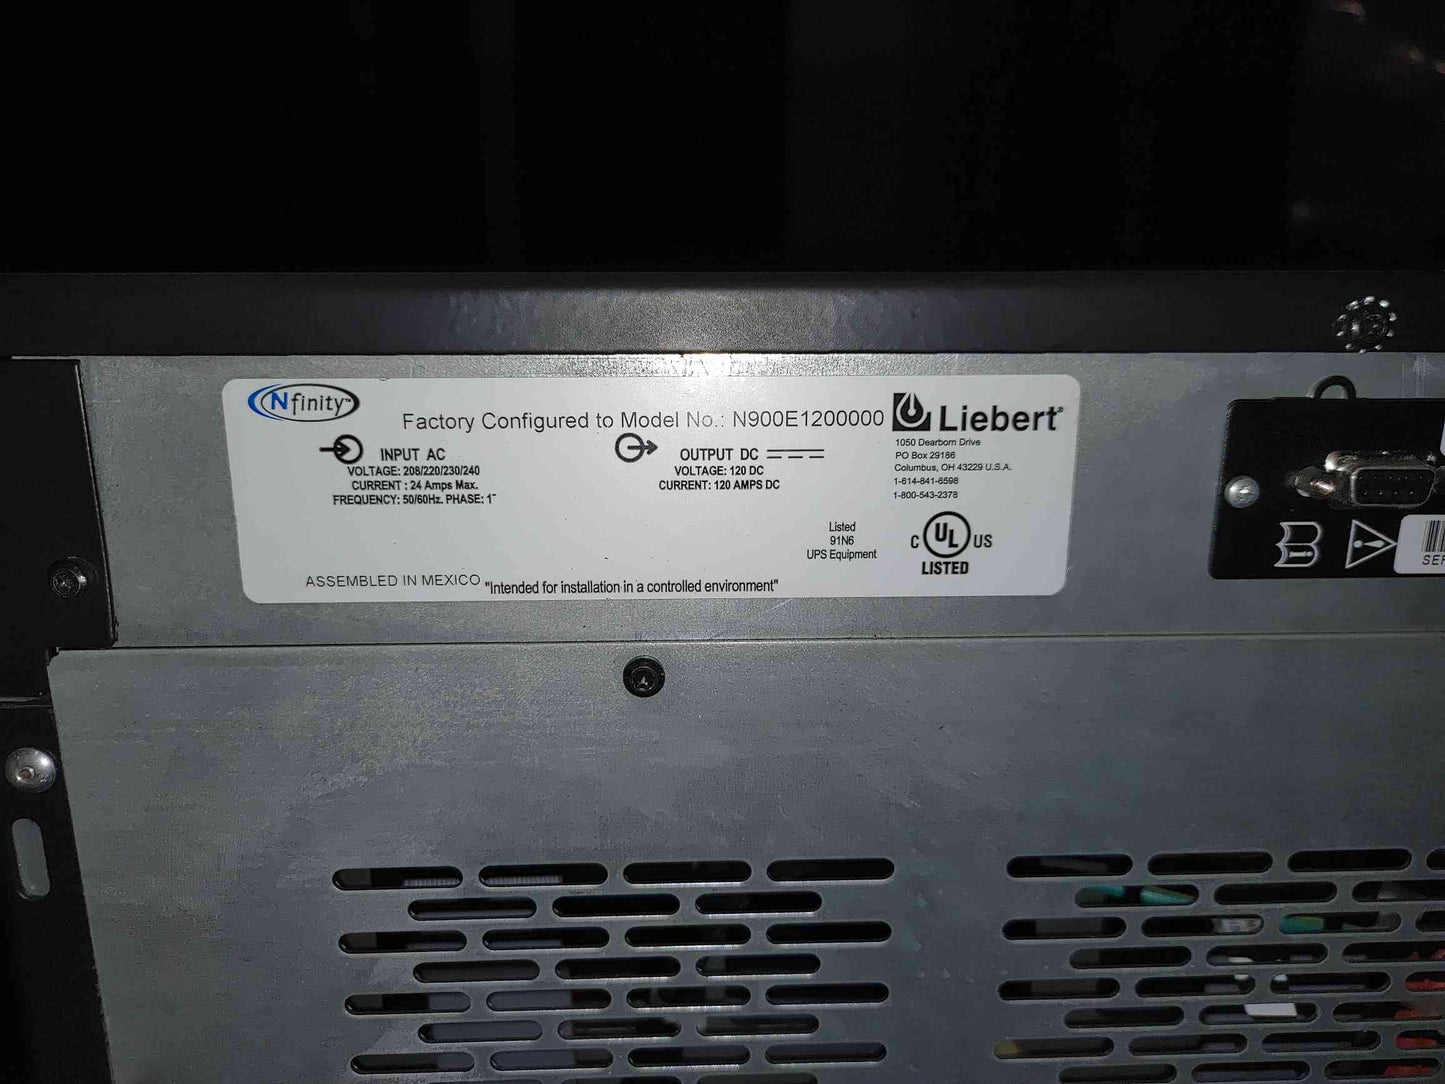 Nfinity™
Factory Configured to Model No.: N900E1200000
Liebert®
INPUT AC
VOLTAGE: 208/220/230/240
CURRENT : 24 Amps Max.
FREQUENCY: 50/60Hz. PHASE: 1~
OUTPUT DC
VOLTAGE: 120 DC
CURRENT: 120 AMPS DC
1050 Dearborn Drive
PO Box 29186
Columbus, OH 43229 U.S.A.
1-614-841-6598
1-800-543-2378
Listed
91N6
UPS Equipment
C UL US
LISTED
ASSEMBLED IN MEXICO "Intended for installation in a controlled environment"